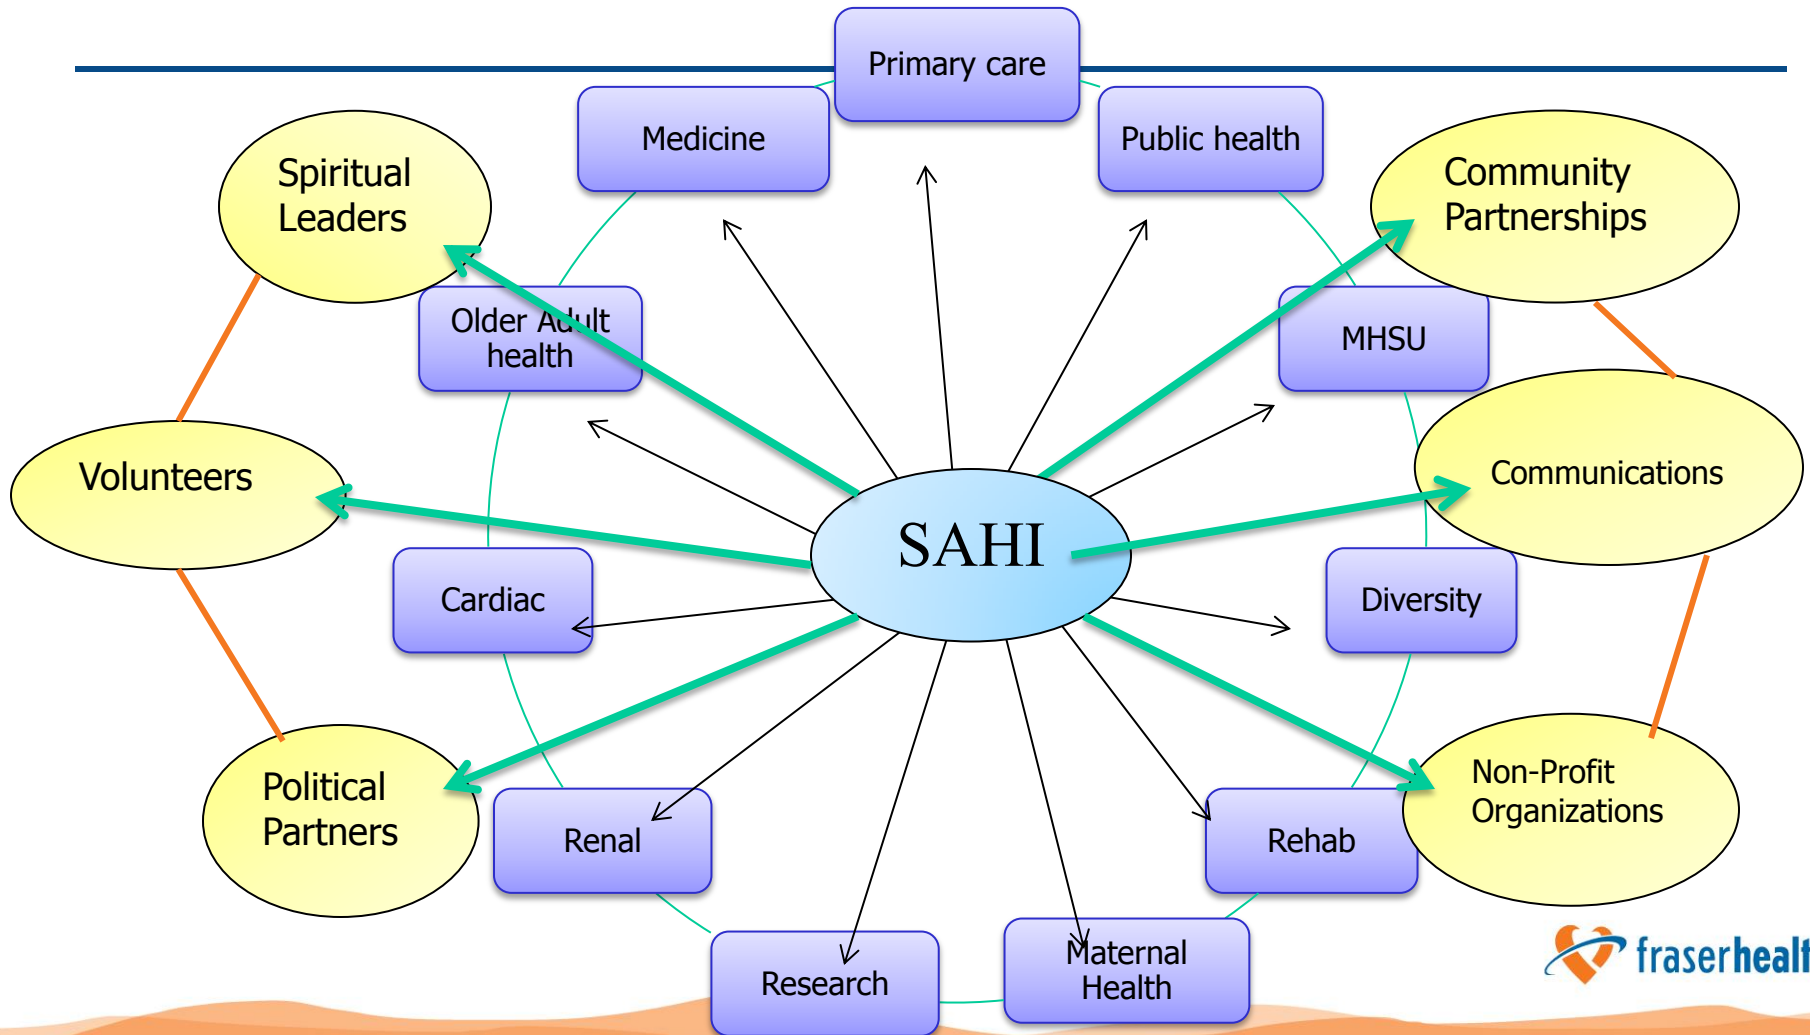 Primary care
Medicine
Public health
Spiritual
Leaders
Community
Partnerships
Older Adult
health
MHSU
Volunteers
Communications
SAHI
Cardiac
Diversity
Political
Partners
Renal
Rehab
Non-Profit
Organizations
Research
Maternal
Health
fraserhealt